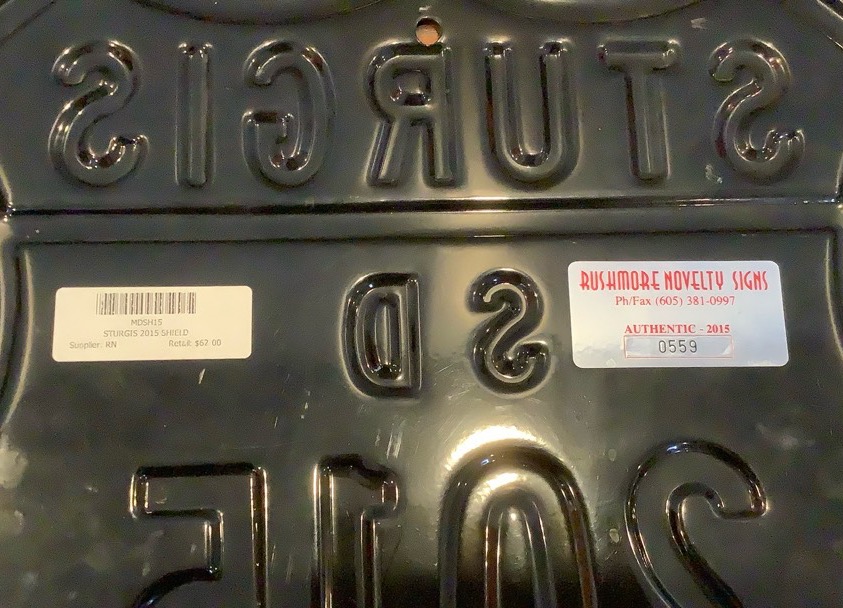 STURGIS
MDSH15
STURGIS 2015 SHIELD
Supplier: RN Retail: $62.00
SD
RUSHMORE NOVELTY SIGNS
Ph/Fax (605) 381-0997
AUTHENTIC - 2015
0559
2015